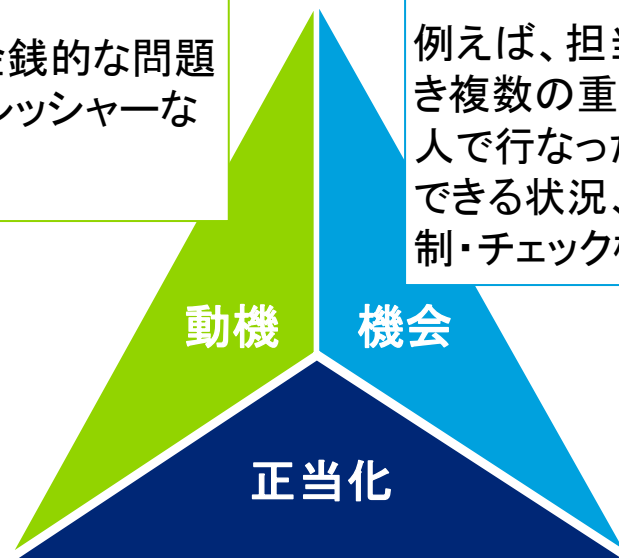 銭的な問題
レッシャーな
例えば、担
き複数の重
人で行なっ
できる状況、
制・チェック
動機
機会
正当化